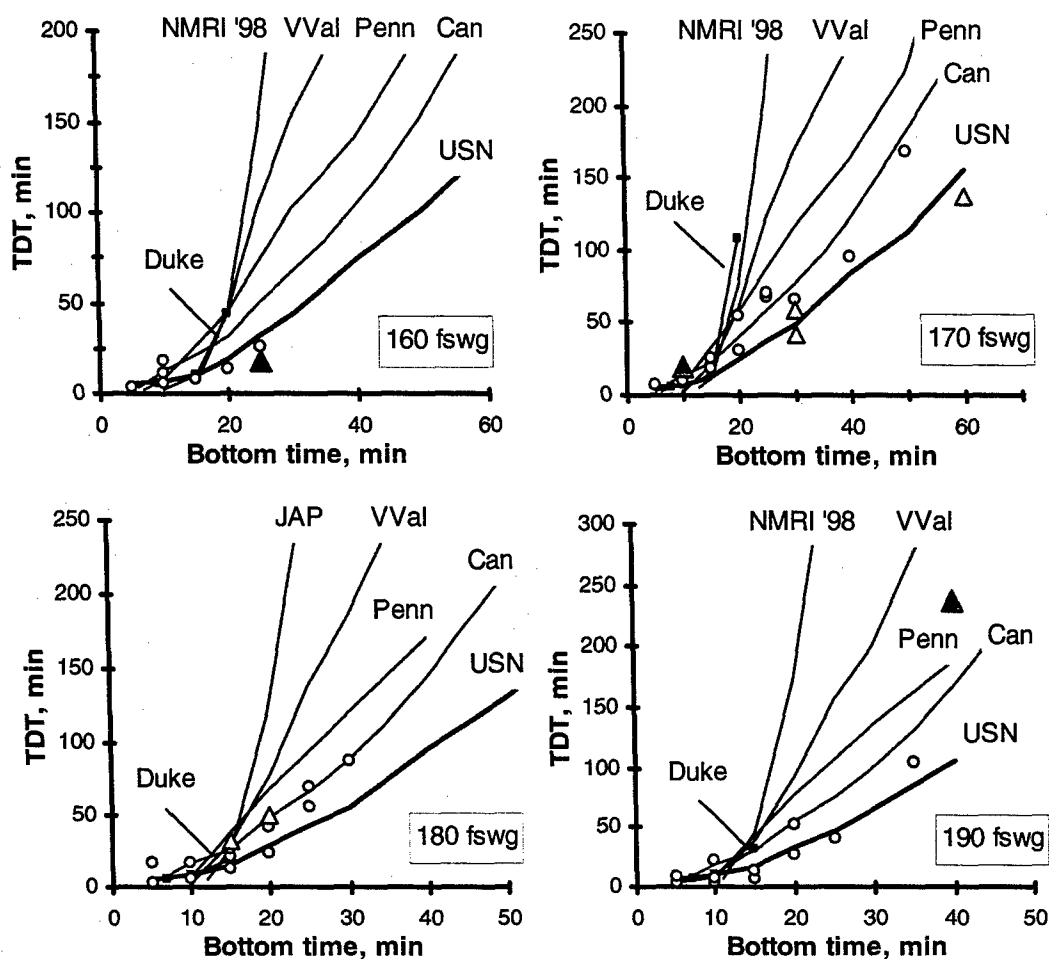 NMRI '98 VVal Penn Can
USN
Duke
160 fswg
TDT, min
200
150
100
50
0
0 20 40 60
Bottom time, min
NMRI '98 VVal Penn
Can
USN
Duke
170 fswg
TDT, min
250
200
150
100
50
0
0 20 40 60
Bottom time, min
JAP VVal
Can
Penn
USN
Duke
180 fswg
TDT, min
250
200
150
100
50
0
0 10 20 30 40 50
Bottom time, min
NMRI '98 VVal
Penn Can
USN
Duke
190 fswg
TDT, min
300
250
200
150
100
50
0
0 10 20 30 40 50
Bottom time, min